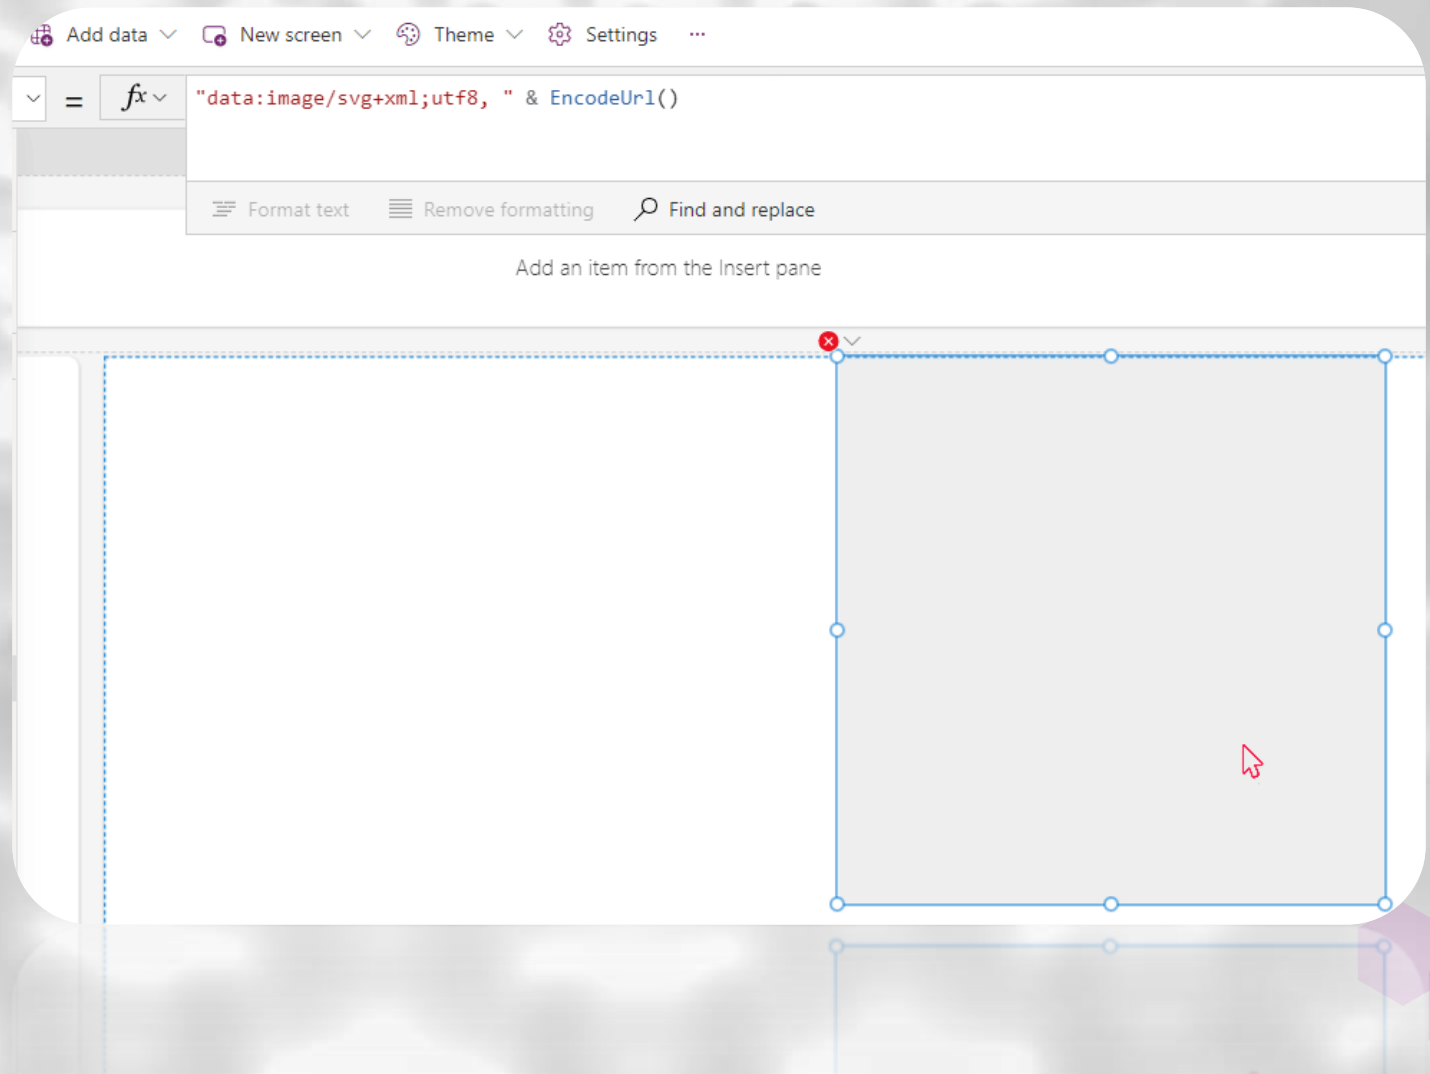 Add data New screen Theme Settings ...
= fx "data:image/svg+xml;utf8, " & EncodeUrl()
Format text Remove formatting Find and replace
Add an item from the Insert pane